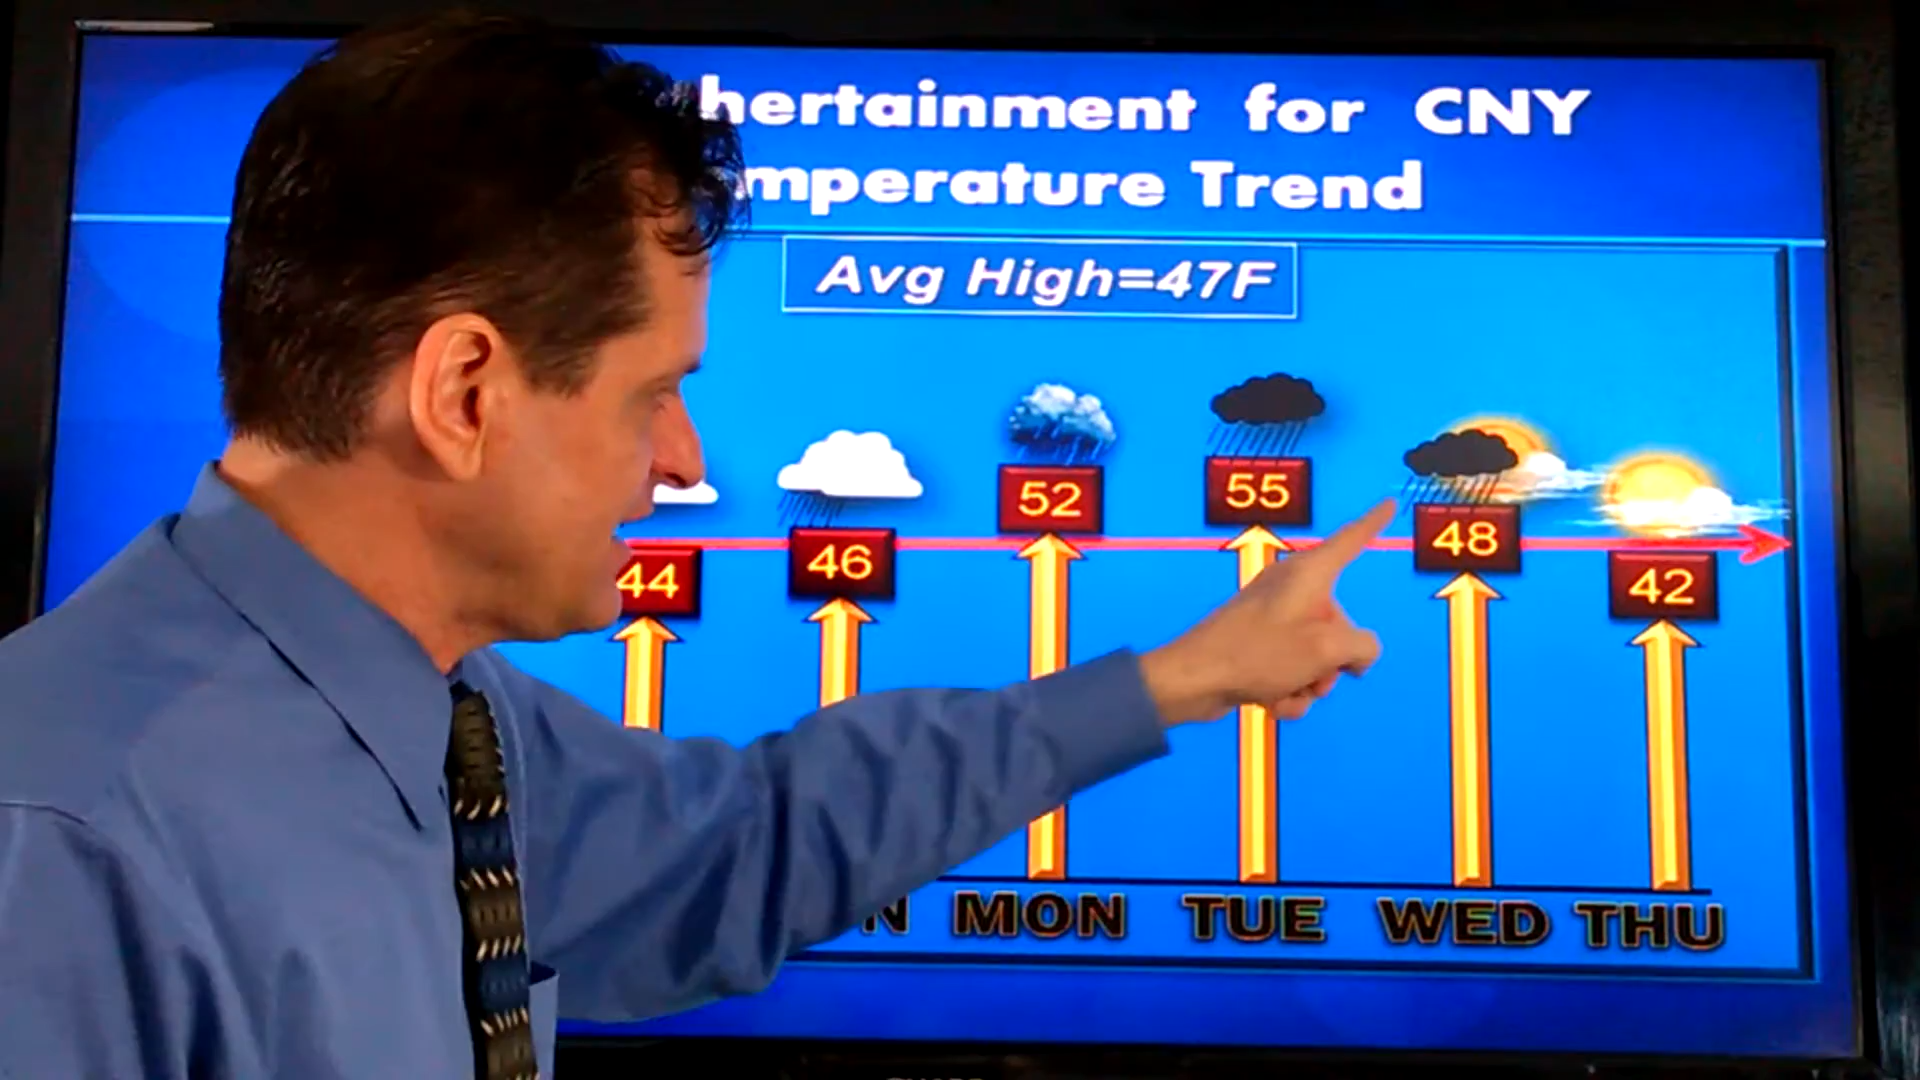 hertainment for CNY
mperature Trend
Avg High=47F
44 46 52 55 48 42
N MON TUE WED THU